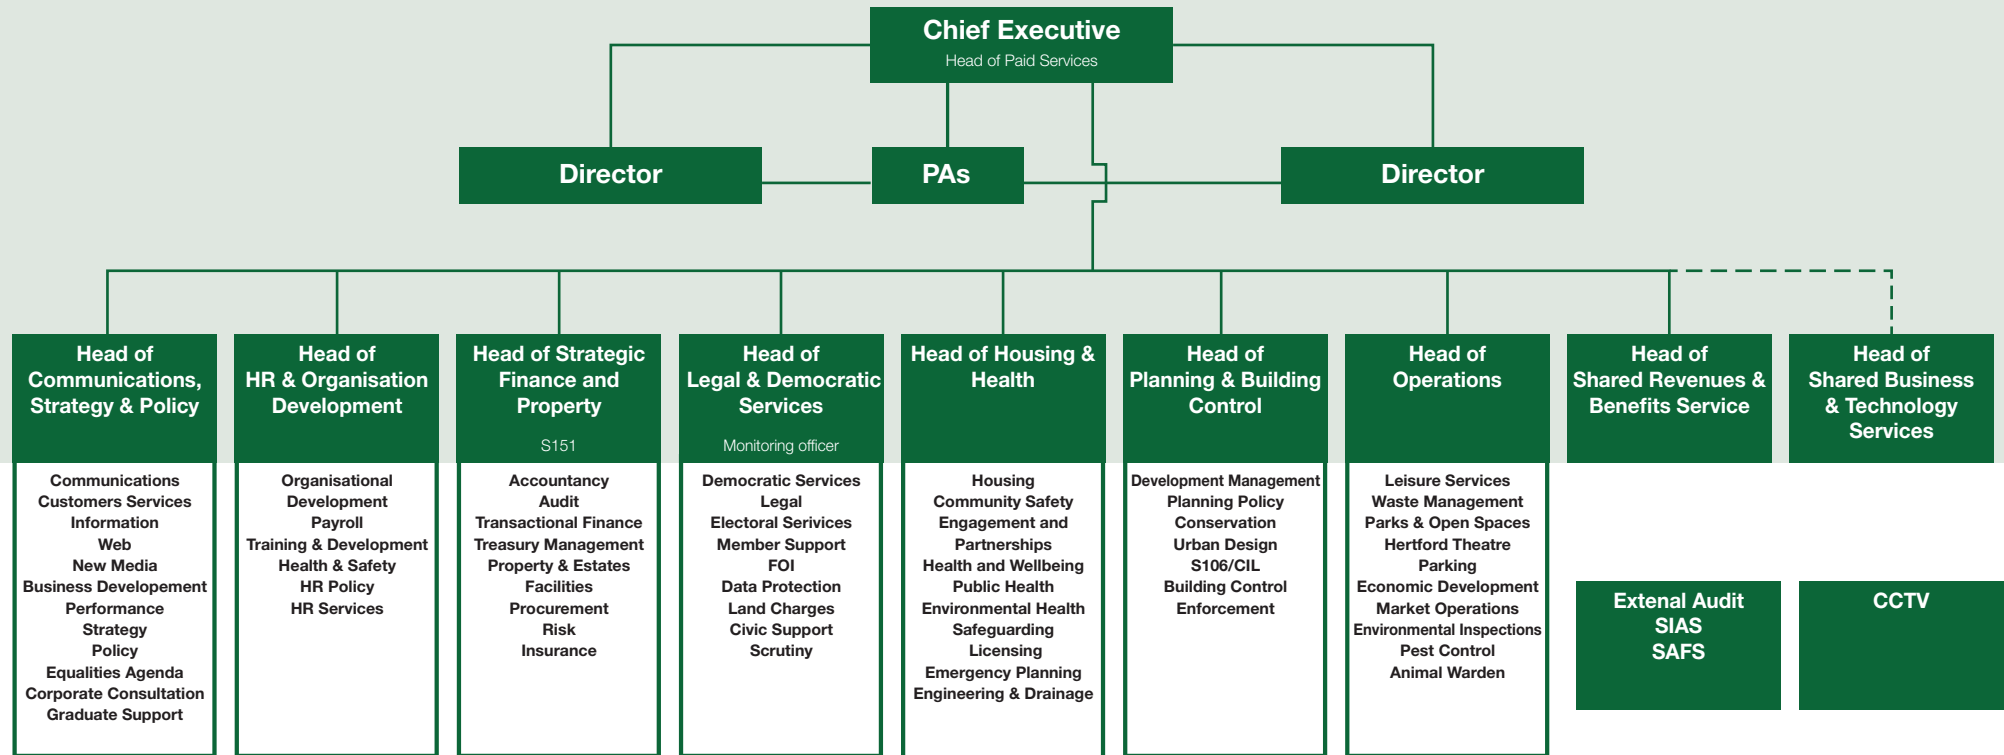 Chief Executive
Head of Paid Services
Director
PAs
Director
Head of
Communications,
Strategy & Policy
Communications
Customers Services
Information
Web
New Media
Business Developement
Performance
Strategy
Policy
Equalities Agenda
Corporate Consultation
Graduate Support
Head of
HR & Organisation
Development
Organisational
Development
Payroll
Training & Development
Health & Safety
HR Policy
HR Services
Head of Strategic
Finance and
Property
S151
Accountancy
Audit
Transactional Finance
Treasury Management
Property & Estates
Facilities
Procurement
Risk
Insurance
Head of
Legal & Democratic
Services
Monitoring officer
Democratic Services
Legal
Electoral Serivices
Member Support
FOI
Data Protection
Land Charges
Civic Support
Scrutiny
Head of Housing &
Health
Housing
Community Safety
Engagement and
Partnerships
Health and Wellbeing
Public Health
Environmental Health
Safeguarding
Licensing
Emergency Planning
Engineering & Drainage
Head of
Planning & Building
Control
Development Management
Planning Policy
Conservation
Urban Design
S106/CIL
Building Control
Enforcement
Head of
Operations
Leisure Services
Waste Management
Parks & Open Spaces
Hertford Theatre
Parking
Economic Development
Market Operations
Environmental Inspections
Pest Control
Animal Warden
Head of
Shared Revenues &
Benefits Service
Head of
Shared Business
& Technology
Services
Extenal Audit
SIAS
SAFS
CCTV